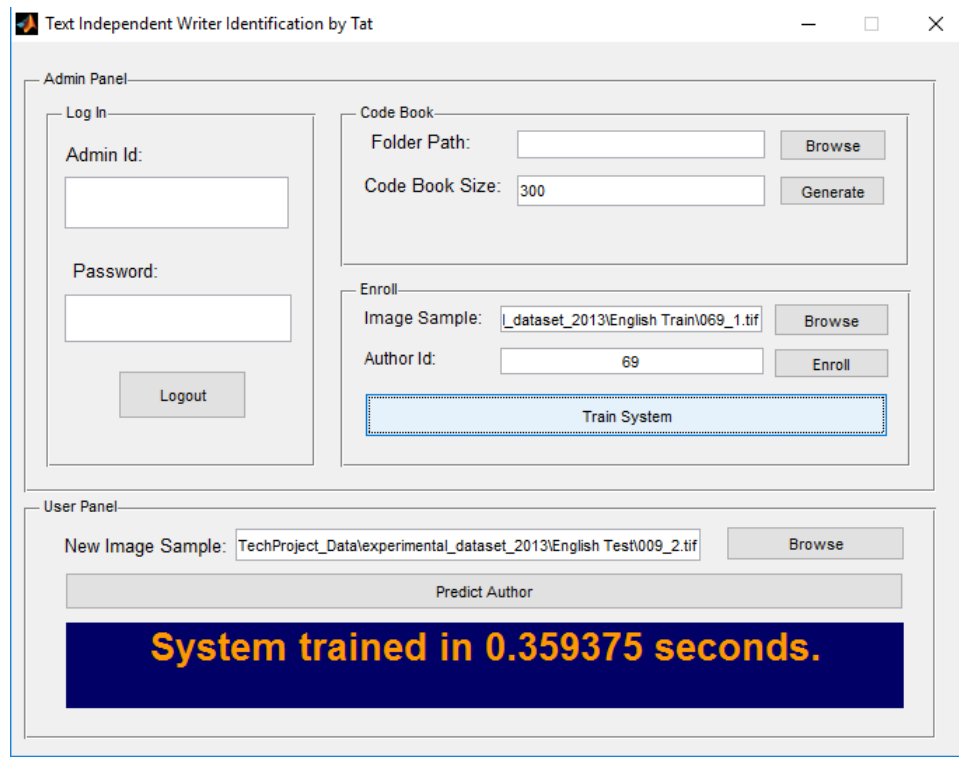 Text Independent Writer Identification by Tat
Admin Panel
Log In
Admin Id:
Password:
Logout
Code Book
Folder Path:
Browse
Code Book Size:
300
Generate
Enroll
Image Sample:
l_dataset_2013\English Train\069_1.tif
Browse
Author Id:
69
Enroll
Train System
User Panel
New Image Sample:
TechProject_Data\experimental_dataset_2013\English Test\009_2.tif
Browse
Predict Author
System trained in 0.359375 seconds.